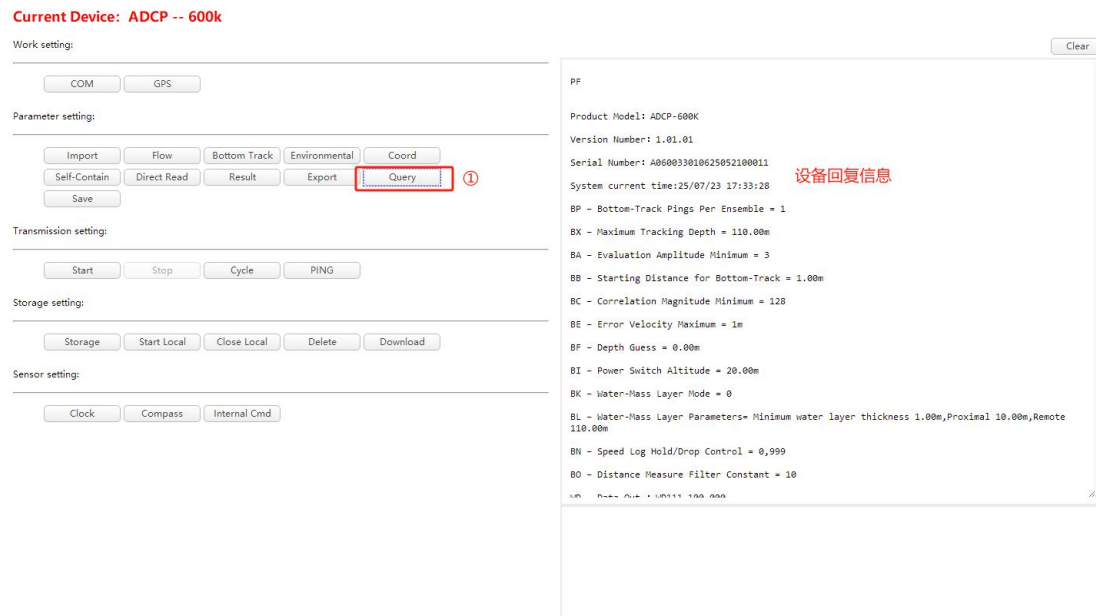 Current Device: ADCP -- 600k
Work setting:
Clear
COM GPS
Parameter setting:
Import Flow Bottom Track Environmental Coord
Self-Contain Direct Read Result Export Query ①
Save
Transmission setting:
Start Stop Cycle PING
Storage setting:
Storage Start Local Close Local Delete Download
Sensor setting:
Clock Compass Internal Cmd
PF
Product Model: ADCP-600K
Version Number: 1.01.01
Serial Number: A060033010625052100011
设备回复信息
System current time:25/07/23 17:33:28
BP - Bottom-Track Pings Per Ensemble = 1
BX - Maximum Tracking Depth = 110.00m
BA - Evaluation Amplitude Minimum = 3
BB - Starting Distance for Bottom-Track = 1.00m
BC - Correlation Magnitude Minimum = 128
BE - Error Velocity Maximum = 1m
BF - Depth Guess = 0.00m
BI - Power Switch Altitude = 20.00m
BK - Water-Mass Layer Mode = 0
BL - Water-Mass Layer Parameters= Minimum water layer thickness 1.00m,Proximal 10.00m,Remote
110.00m
BN - Speed Log Hold/Drop Control = 0,999
BO - Distance Measure Filter Constant = 10